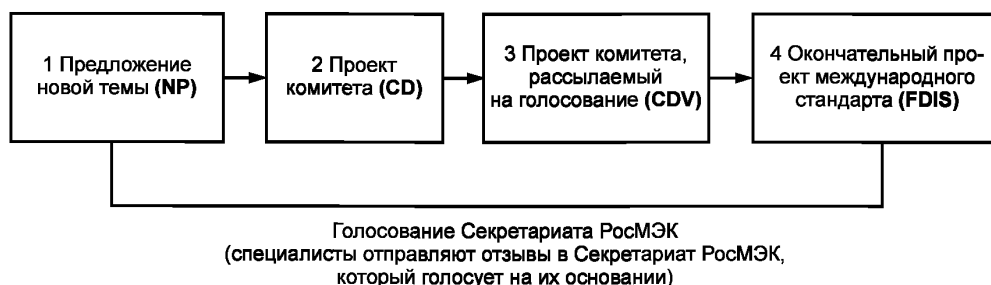 1 Предложение
новой темы (NP)
2 Проект
комитета (CD)
3 Проект комитета,
рассылаемый
на голосование (CDV)
4 Окончательный про-
ект международного
стандарта (FDIS)
Голосование Секретариата РосМЭК
(специалисты отправляют отзывы в Секретариат РосМЭК,
который голосует на их основании)